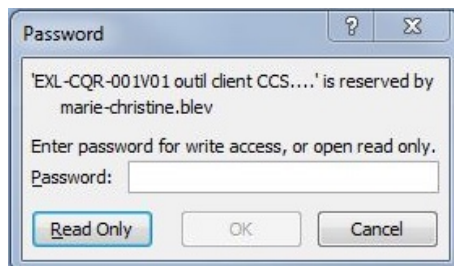 Password
'EXL-CQR-001V01 outil client CCS....' is reserved by
marie-christine.blev
Enter password for write access, or open read only.
Password:
Read Only OK Cancel